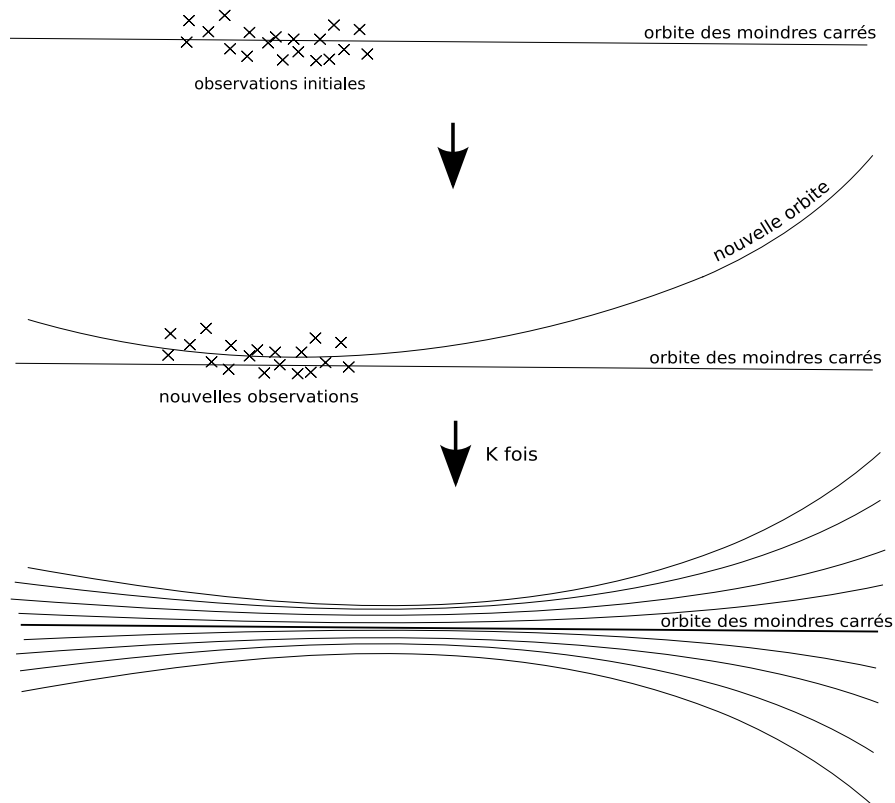 orbite des moindres carrés
observations initiales
nouvelle orbite
orbite des moindres carrés
nouvelles observations
K fois
orbite des moindres carrés